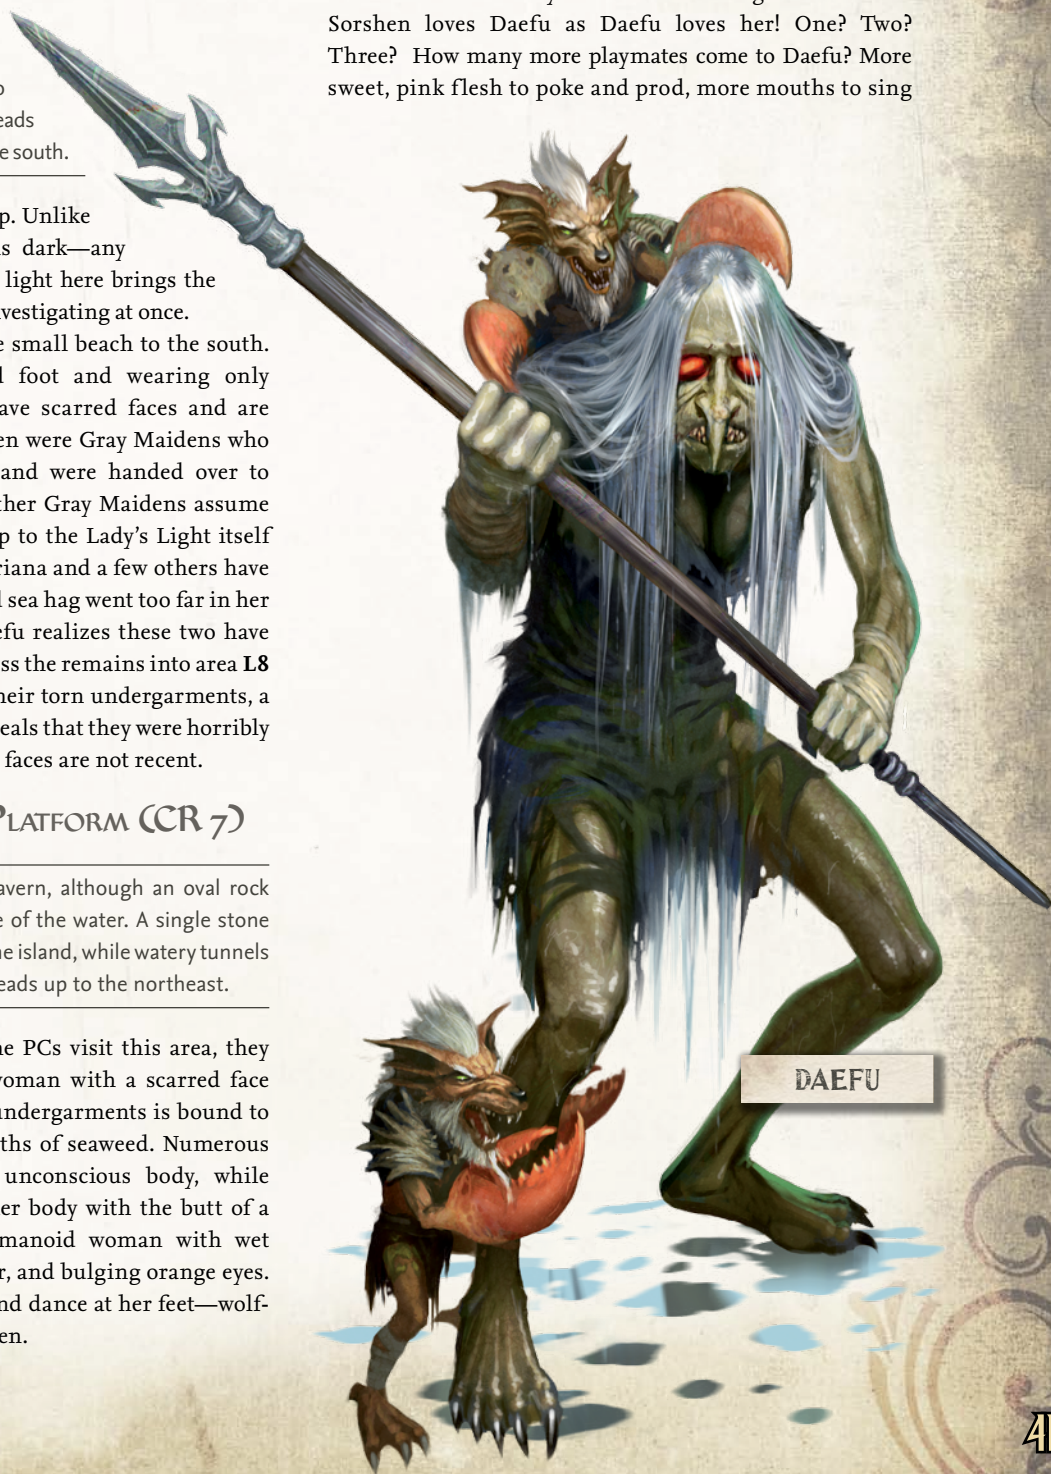 eads
e south.
p. Unlike
s dark—any
light here brings the
vestigating at once.
e small beach to the south.
l foot and wearing only
ave scarred faces and are
en were Gray Maidens who
and were handed over to
ther Gray Maidens assume
p to the Lady’s Light itself
riana and a few others have
l sea hag went too far in her
efu realizes these two have
ss the remains into area L8
heir torn undergarments, a
eals that they were horribly
faces are not recent.
Platform (CR 7)
avern, although an oval rock
e of the water. A single stone
ne island, while watery tunnels
eads up to the northeast.
he PCs visit this area, they
woman with a scarred face
undergarments is bound to
ths of seaweed. Numerous
unconscious body, while
er body with the butt of a
manoid woman with wet
r, and bulging orange eyes.
nd dance at her feet—wolf-
en.
Sorshen loves Daefu as Daefu loves her! One? Two?
Three? How many more playmates come to Daefu? More
sweet, pink flesh to poke and prod, more mouths to sing
DAEFU